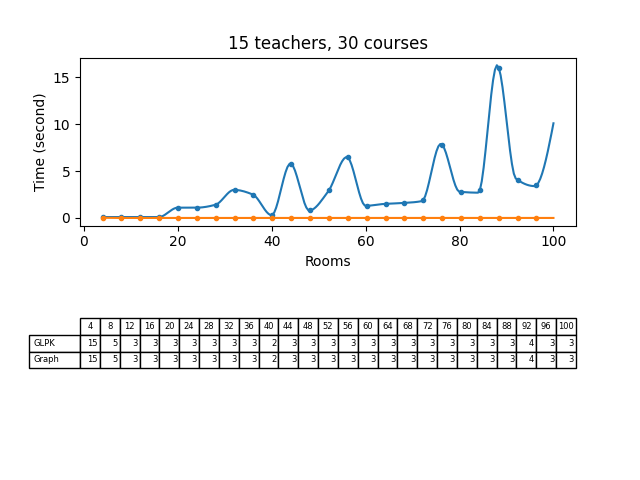 15 teachers, 30 courses
15
10
5
0
Time (second)
0 20 40 60 80 100
Rooms
4 8 12 16 20 24 28 32 36 40 44 48 52 56 60 64 68 72 76 80 84 88 92 96 100
GLPK 15 5 3 3 3 3 3 3 3 2 3 3 3 3 3 3 3 3 3 3 3 3 4 3 3
Graph 15 5 3 3 3 3 3 3 3 2 3 3 3 3 3 3 3 3 3 3 3 3 4 3 3